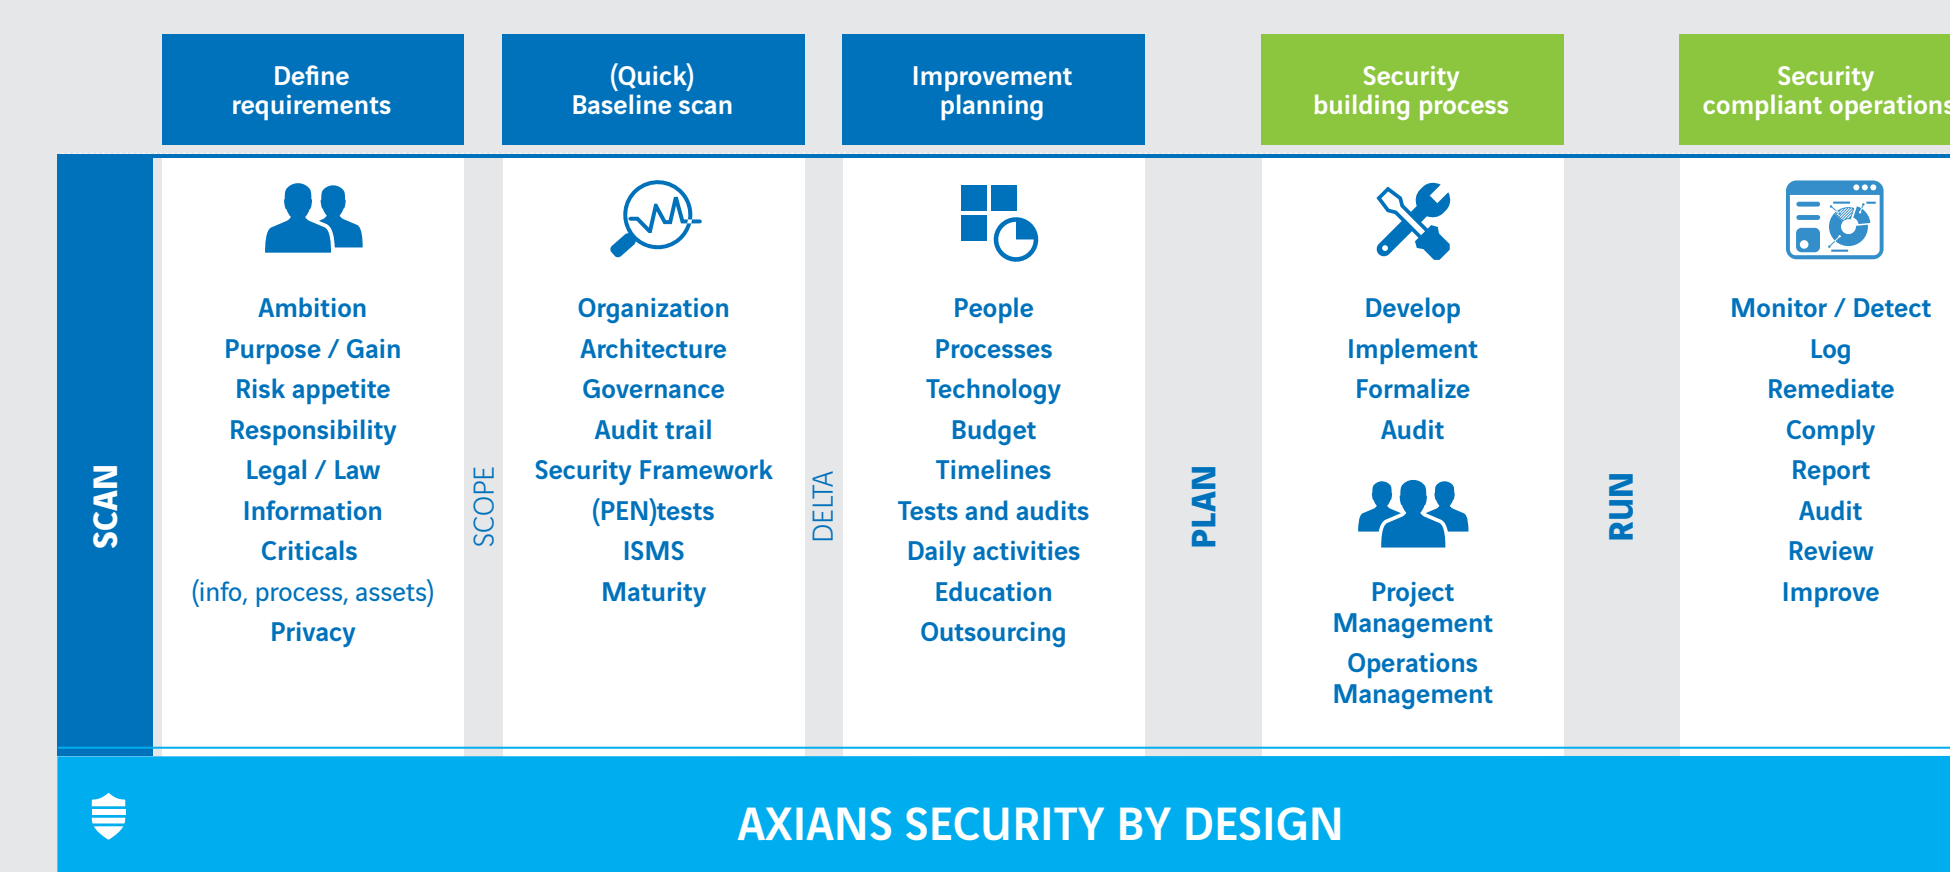 Define
requirements
(Quick)
Baseline scan
Improvement
planning
Security
building process
Security
compliant operations
SCAN
Ambition
Purpose / Gain
Risk appetite
Responsibility
Legal / Law
Information
Criticals
(info, process, assets)
Privacy
SCOPE
Organization
Architecture
Governance
Audit trail
Security Framework
(PEN)tests
ISMS
Maturity
DELTA
People
Processes
Technology
Budget
Timelines
Tests and audits
Daily activities
Education
Outsourcing
PLAN
Develop
Implement
Formalize
Audit
Project
Management
Operations
Management
RUN
Monitor / Detect
Log
Remediate
Comply
Report
Audit
Review
Improve
AXIANS SECURITY BY DESIGN